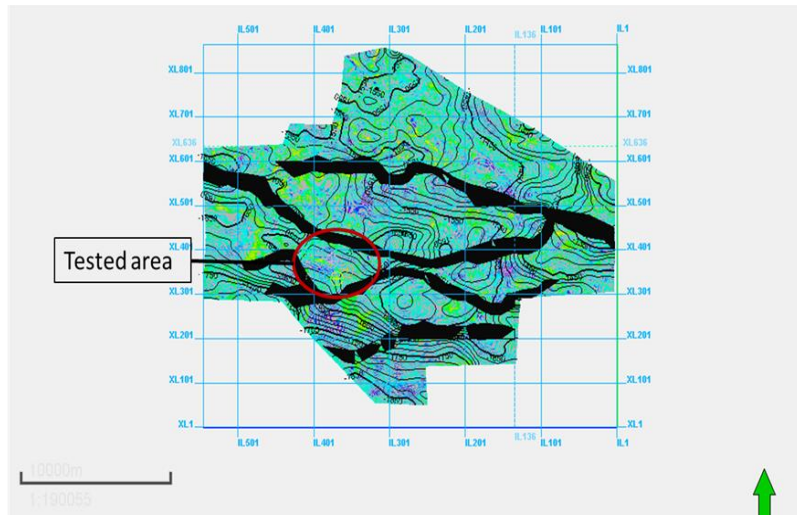 IL501 IL401 IL301 IL201 IL136 IL101 IL1
XL801 XL801
XL701 XL701
XL636 XL636
XL601 XL601
XL501 XL501
XL401 XL401
Tested area
XL301 XL301
XL201 XL201
XL101 XL101
XL1 XL1
IL501 IL401 IL301 IL201 IL136 IL101 IL1
10000m
1:190055